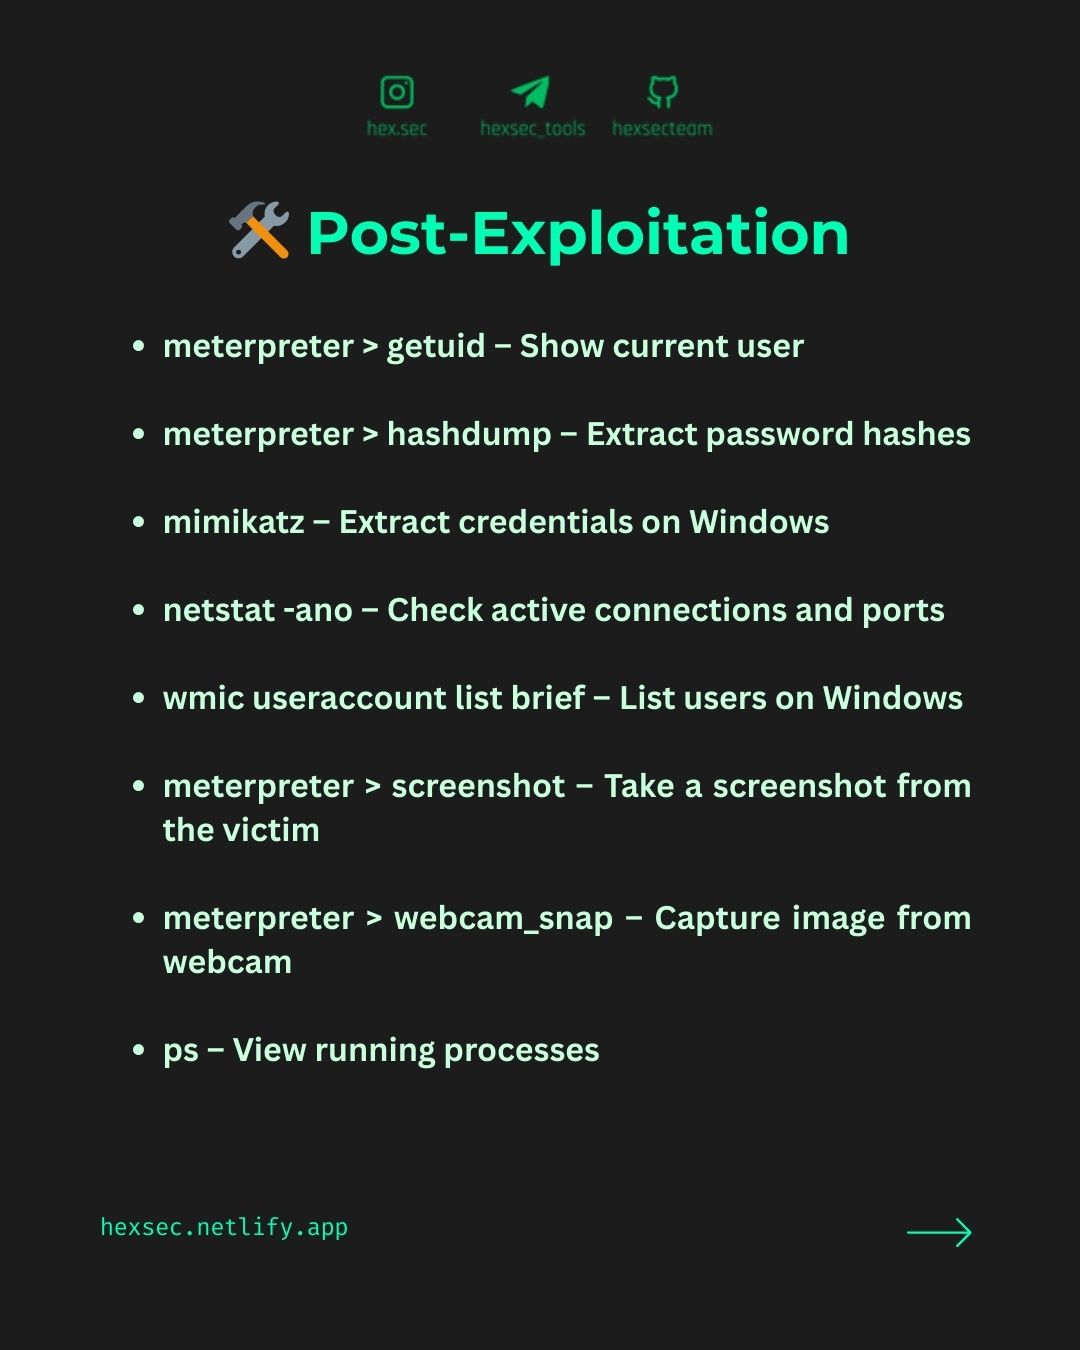 hex.sec hexsec_tools hexsecteam
Post-Exploitation
• meterpreter > getuid – Show current user
• meterpreter > hashdump – Extract password hashes
• mimikatz – Extract credentials on Windows
• netstat -ano – Check active connections and ports
• wmic useraccount list brief – List users on Windows
• meterpreter > screenshot – Take a screenshot from
the victim
• meterpreter > webcam_snap – Capture image from
webcam
• ps – View running processes
hexsec.netlify.app